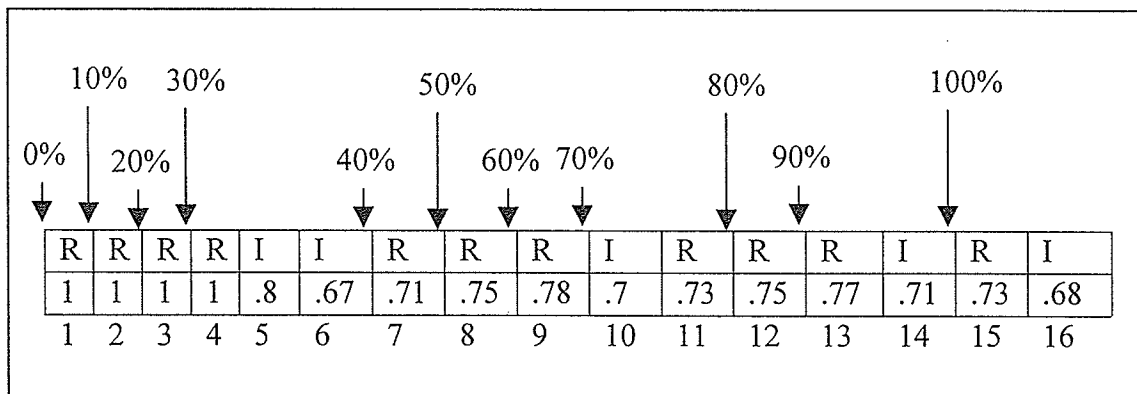 10% 30% 50% 80% 100%
0% 20% 40% 60% 70% 90%
R R R R I I R R R I R R R I R I
1 1 1 1 .8 .67 .71 .75 .78 .7 .73 .75 .77 .71 .73 .68
1 2 3 4 5 6 7 8 9 10 11 12 13 14 15 16